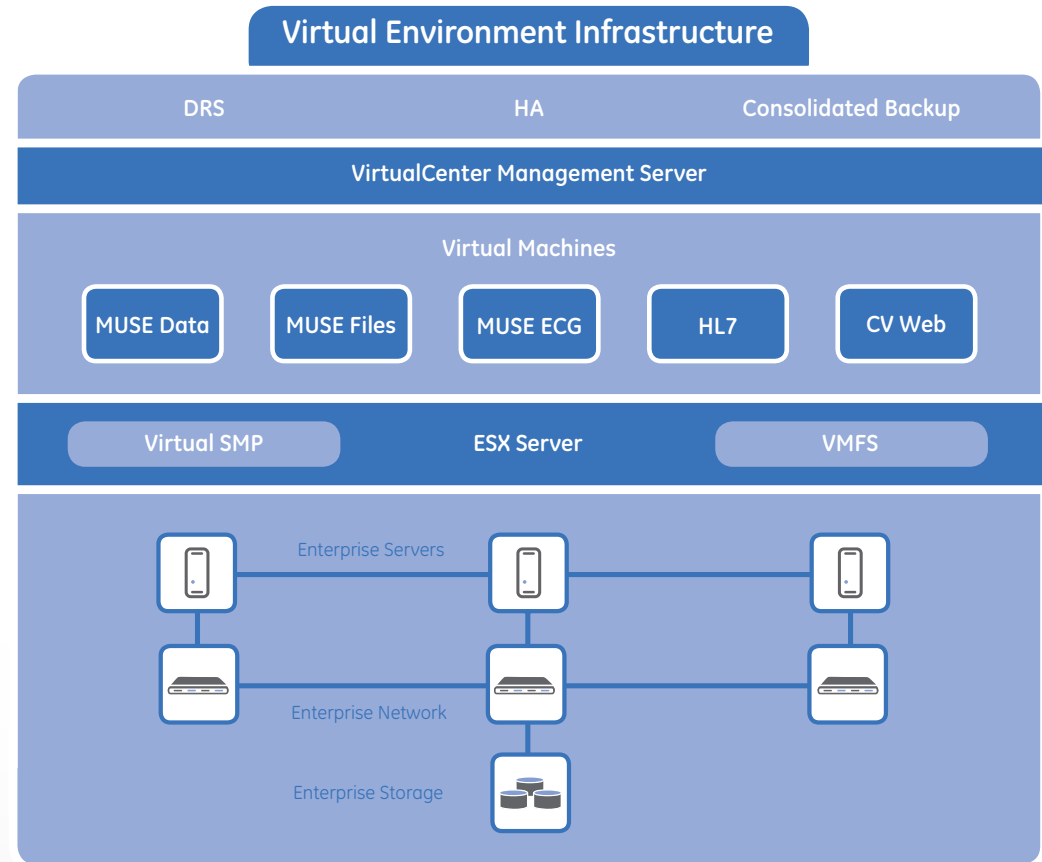 Virtual Environment Infrastructure
DRS
HA
Consolidated Backup
VirtualCenter Management Server
Virtual Machines
MUSE Data
MUSE Files
MUSE ECG
HL7
CV Web
Virtual SMP
ESX Server
VMFS
Enterprise Servers
Enterprise Network
Enterprise Storage